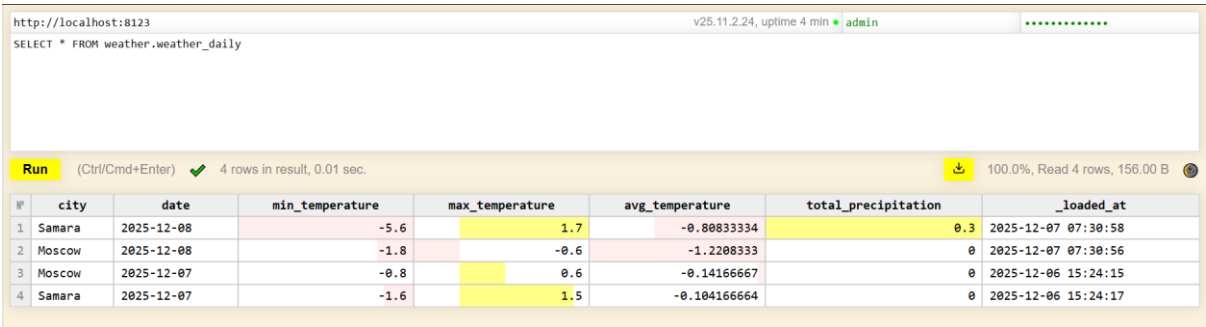 http://localhost:8123 v25.11.2.24, uptime 4 min admin •••••••••••••
SELECT * FROM weather.weather_daily
Run (Ctrl/Cmd+Enter) ✔ 4 rows in result, 0.01 sec. 100.0%, Read 4 rows, 156.00 B
№ city date min_temperature max_temperature avg_temperature total_precipitation _loaded_at
1 Samara 2025-12-08 -5.6 1.7 -0.80833334 0.3 2025-12-07 07:30:58
2 Moscow 2025-12-08 -1.8 -0.6 -1.2208333 0 2025-12-07 07:30:56
3 Moscow 2025-12-07 -0.8 0.6 -0.14166667 0 2025-12-06 15:24:15
4 Samara 2025-12-07 -1.6 1.5 -0.104166664 0 2025-12-06 15:24:17